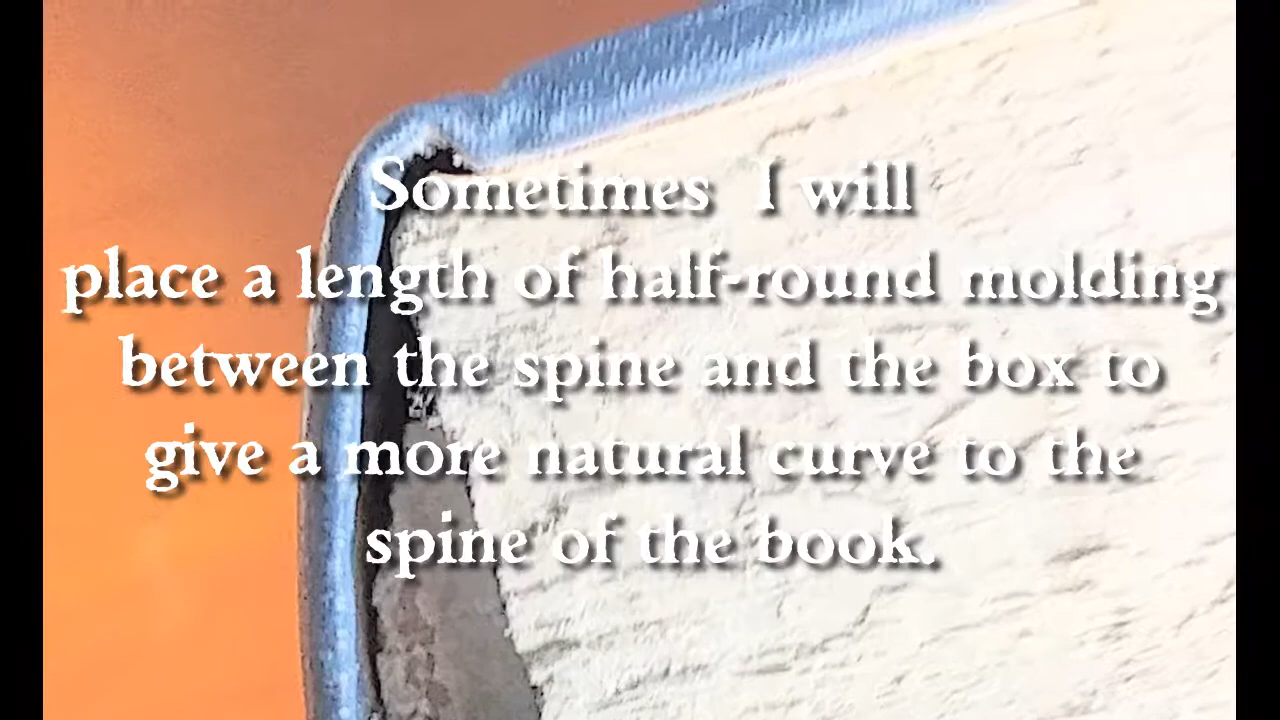 Sometimes I will
place a length of half-round molding
between the spine and the box to
give a more natural curve to the
spine of the book.